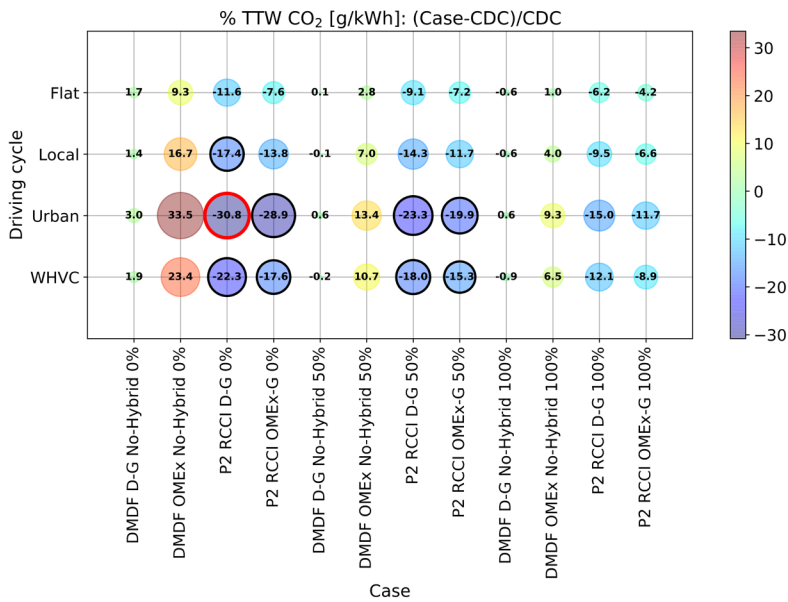 % TTW CO₂ [g/kWh]: (Case-CDC)/CDC
Driving cycle
Flat 1.7 9.3 -11.6 -7.6 0.1 2.8 -9.1 -7.2 -0.6 1.0 -6.2 -4.2
Local 1.4 16.7 -17.4 -13.8 -0.1 7.0 -14.3 -11.7 -0.6 4.0 -9.5 -6.6
Urban 3.0 33.5 -30.8 -28.9 0.6 13.4 -23.3 -19.9 0.6 9.3 -15.0 -11.7
WHVC 1.9 23.4 -22.3 -17.6 -0.2 10.7 -18.0 -15.3 -0.9 6.5 -12.1 -8.9
DMDF D-G No-Hybrid 0%
DMDF OMEx No-Hybrid 0%
P2 RCCI D-G 0%
P2 RCCI OMEx-G 0%
DMDF D-G No-Hybrid 50%
DMDF OMEx No-Hybrid 50%
P2 RCCI D-G 50%
P2 RCCI OMEx-G 50%
DMDF D-G No-Hybrid 100%
DMDF OMEx No-Hybrid 100%
P2 RCCI D-G 100%
P2 RCCI OMEx-G 100%
Case
30
20
10
0
−10
−20
−30